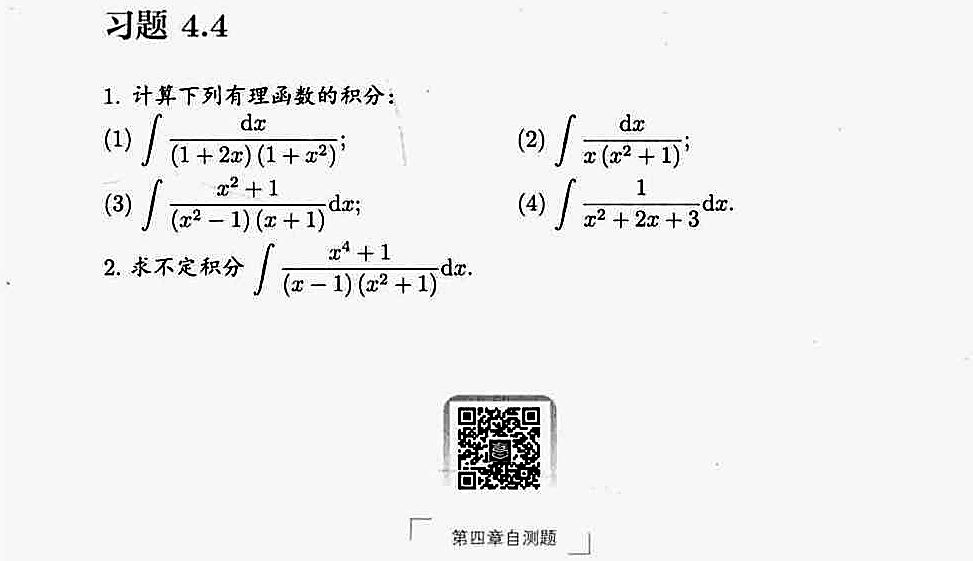 习题 4.4
1. 计算下列有理函数的积分:
(1) ∫ dx/((1+2x)(1+x²)); (2) ∫ dx/(x(x²+1));
(3) ∫ (x²+1)/((x²−1)(x+1)) dx; (4) ∫ 1/(x²+2x+3) dx.
2. 求不定积分 ∫ (x⁴+1)/((x−1)(x²+1)) dx.
第四章自测题